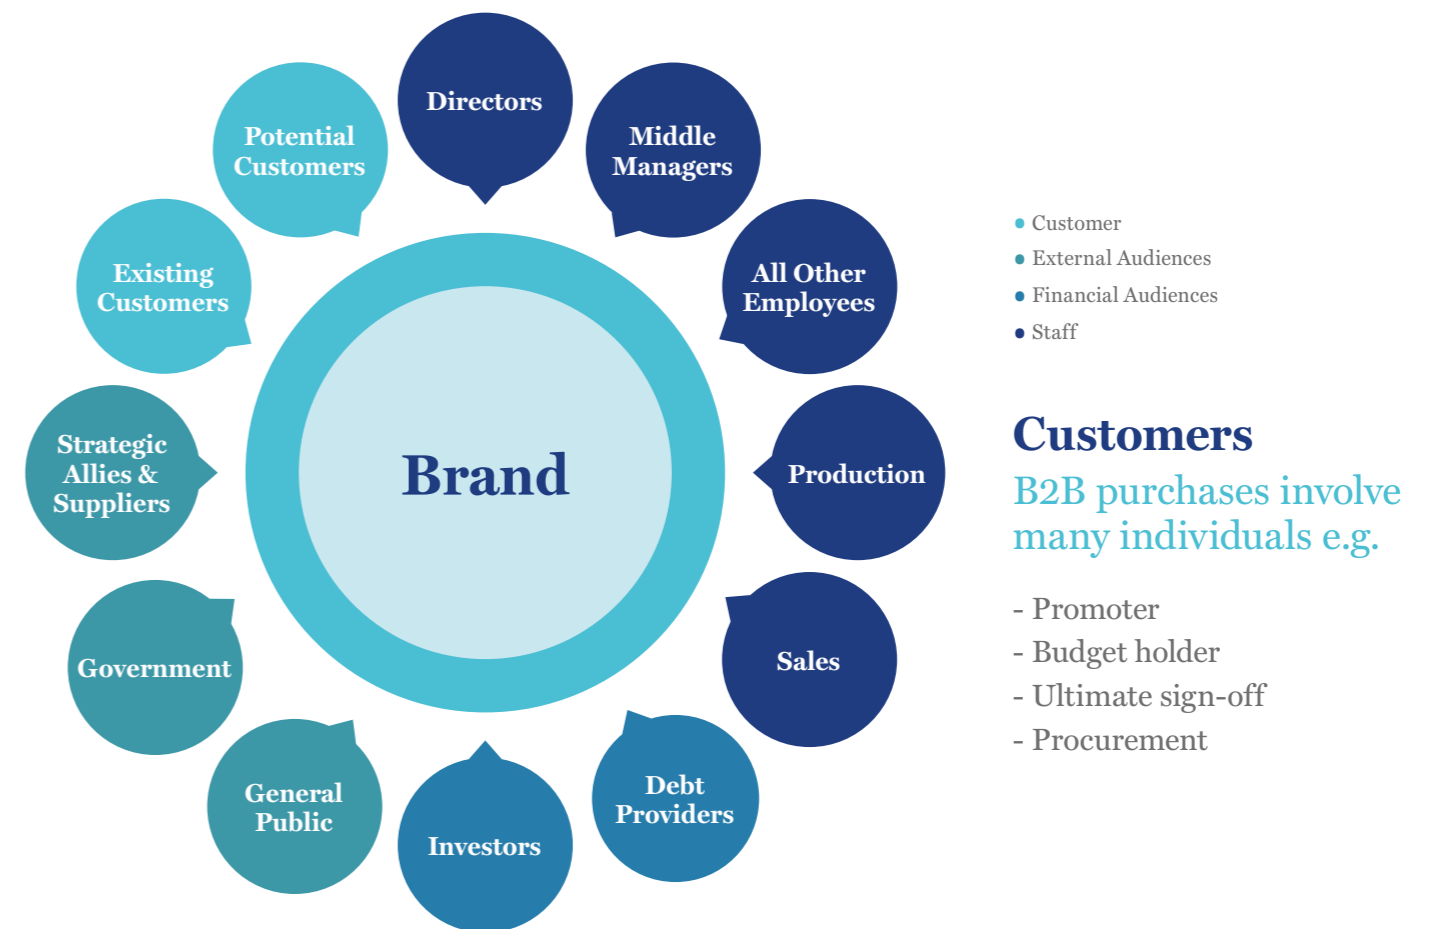 Directors
Middle
Managers
All Other
Employees
Production
Sales
Debt
Providers
Investors
General
Public
Government
Strategic
Allies &
Suppliers
Existing
Customers
Potential
Customers
Brand
• Customer
• External Audiences
• Financial Audiences
• Staff
Customers
B2B purchases involve
many individuals e.g.
- Promoter
- Budget holder
- Ultimate sign-off
- Procurement